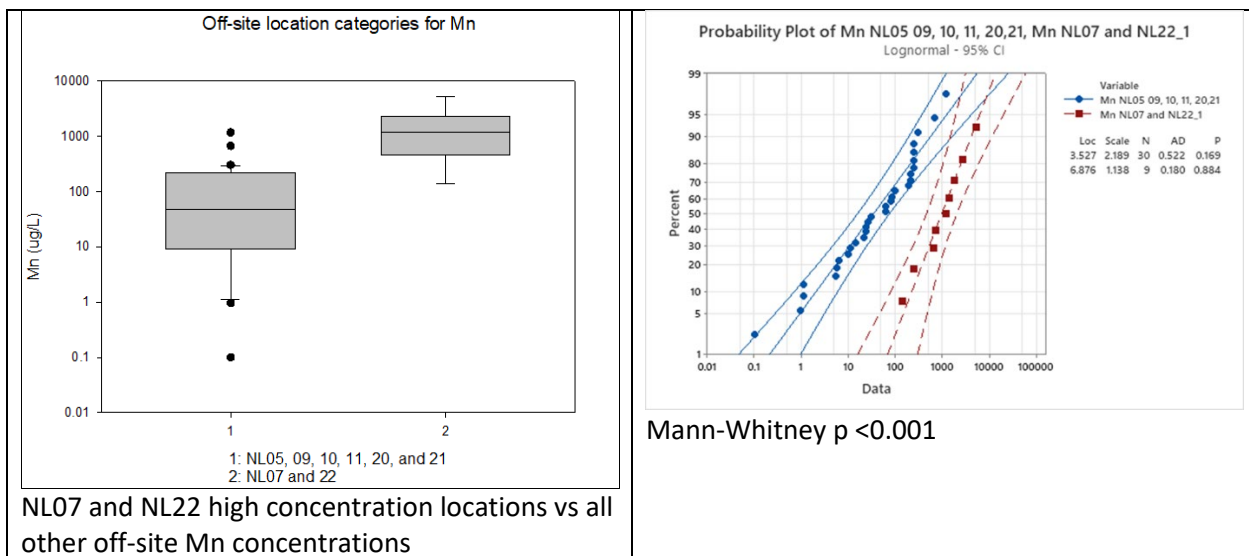 Off-site location categories for Mn
10000
1000
100
10
1
0.1
0.01
Mn (ug/L)
1
2
1: NL05, 09, 10, 11, 20, and 21
2: NL07 and 22
NL07 and NL22 high concentration locations vs all
other off-site Mn concentrations
Probability Plot of Mn NL05 09, 10, 11, 20,21, Mn NL07 and NL22_1
Lognormal - 95% CI
99
95
90
80
70
60
50
40
30
20
10
5
1
Percent
0.01 0.1 1 10 100 1000 10000 100000
Data
Variable
Mn NL05 09, 10, 11, 20,21
Mn NL07 and NL22_1
Loc Scale N AD P
3.527 2.189 30 0.522 0.169
6.876 1.138 9 0.180 0.884
Mann-Whitney p <0.001